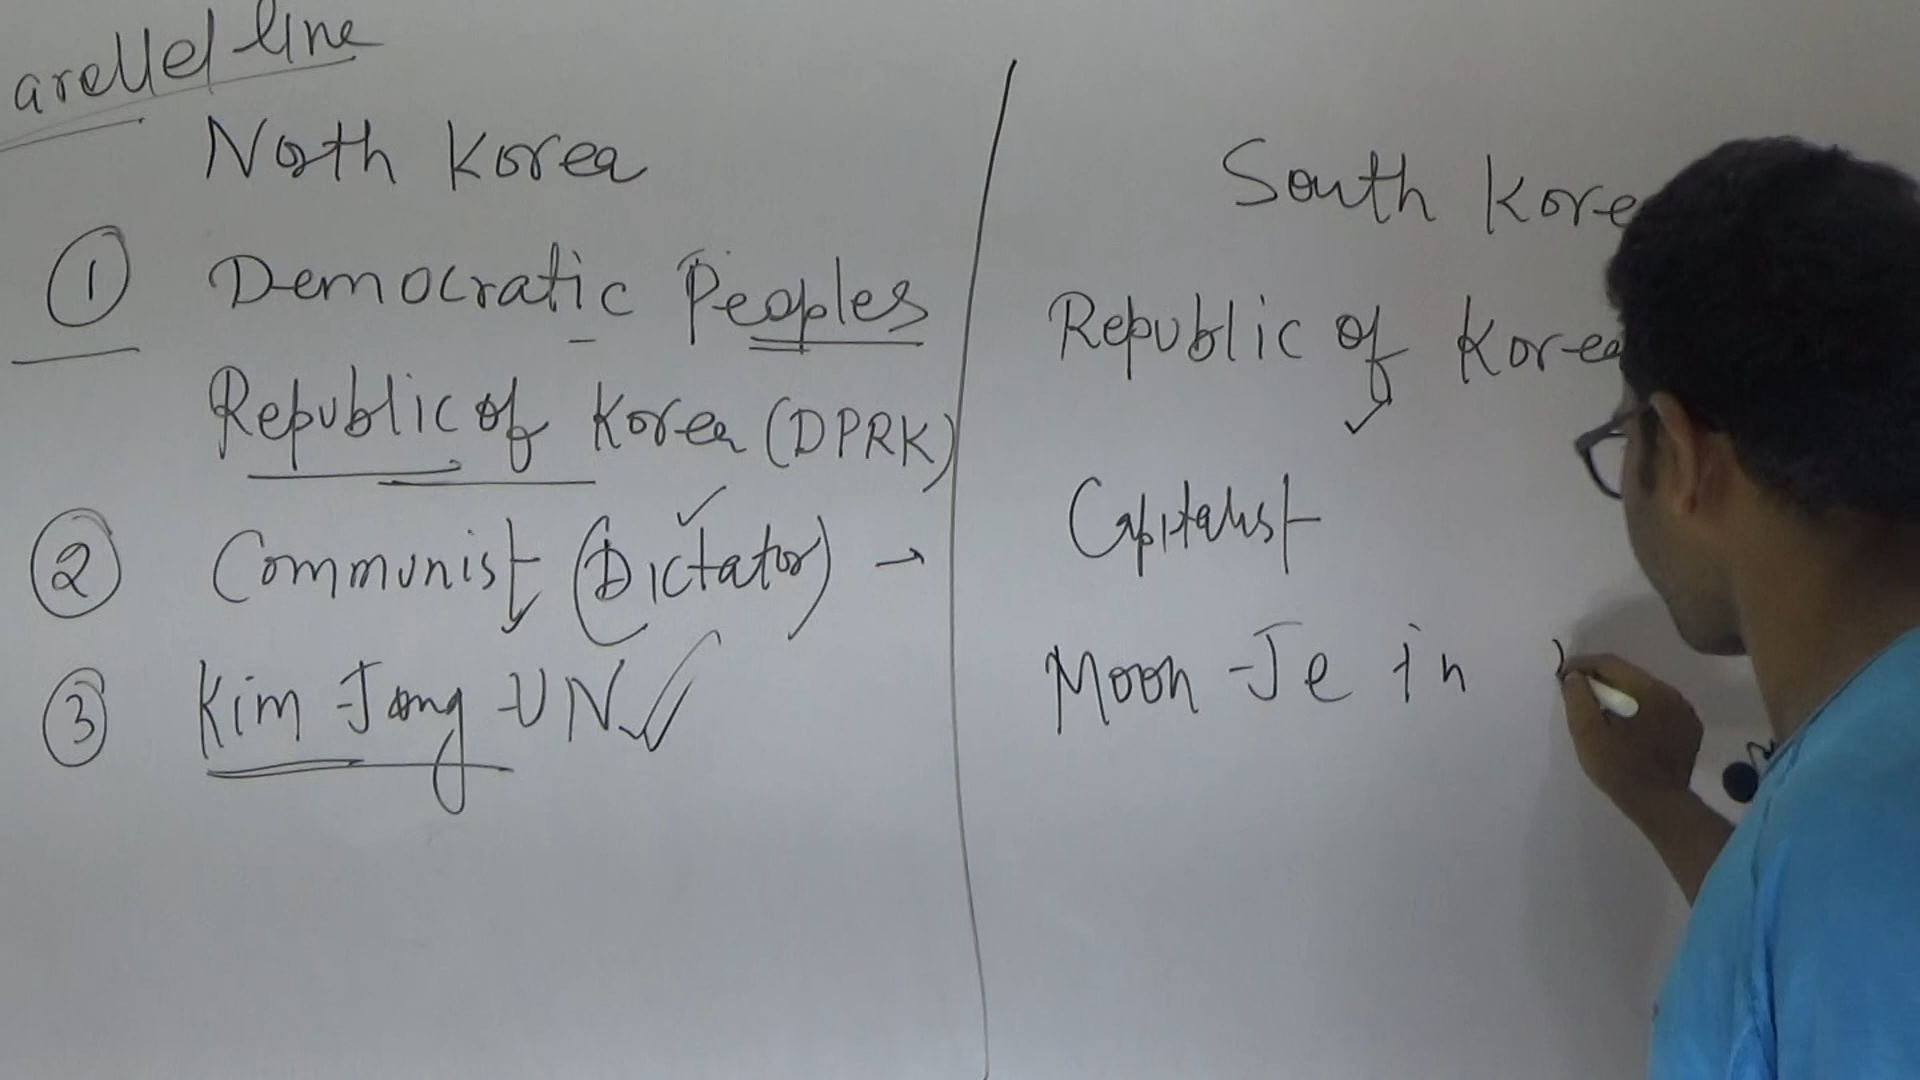 arellel line
North Korea
① Democratic Peoples
Republic of Korea (DPRK)
② Communist (Dictator) →
③ Kim-Jong-UN
South Kore
Republic of Korea
Capitalist
Moon-Je in